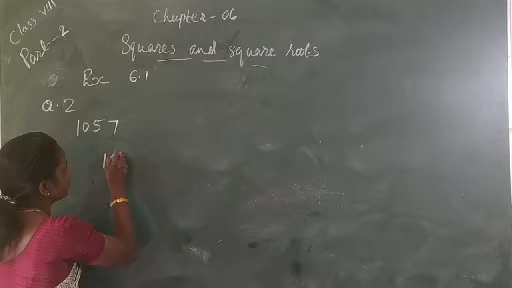 Chapter - 06
Class VIII
Part - 2
Squares and square roots
Ex 6.1
Q.2
1057